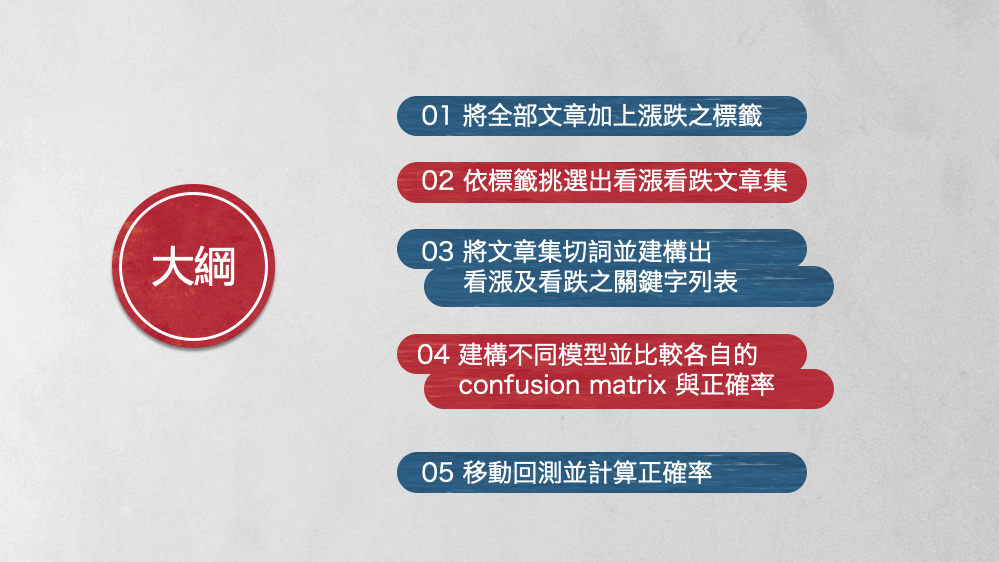 大綱
01 將全部文章加上漲跌之標籤
02 依標籤挑選出看漲看跌文章集
03 將文章集切詞並建構出
看漲及看跌之關鍵字列表
04 建構不同模型並比較各自的
confusion matrix 與正確率
05 移動回測並計算正確率